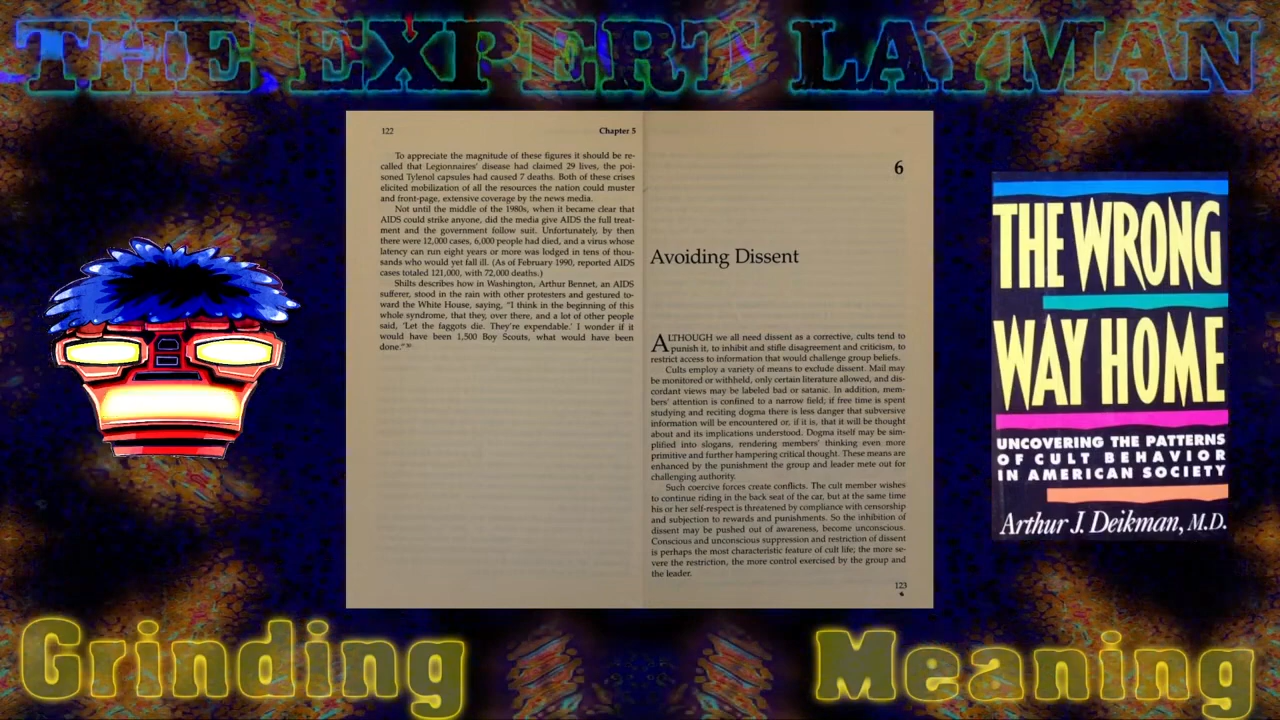 THE EXPERT LAYMAN
122
Chapter 5
To appreciate the magnitude of these figures it should be re-
called that Legionnaires' disease had claimed 29 lives, the poi-
soned Tylenol capsules had caused 7 deaths. Both of these crises
elicited mobilization of all the resources the nation could muster
and front-page, extensive coverage by the news media.
Not until the middle of the 1980s, when it became clear that
AIDS could strike anyone, did the media give AIDS the full treat-
ment and the government follow suit. Unfortunately, by then
there were 12,000 cases, 6,000 people had died, and a virus whose
latency can run eight years or more was lodged in tens of thou-
sands who would yet fall ill. (As of February 1990, reported AIDS
cases totaled 121,000, with 72,000 deaths.)
Shilts describes how in Washington, Arthur Bennet, an AIDS
sufferer, stood in the rain with other protesters and gestured to-
ward the White House, saying, "I think in the beginning of this
whole syndrome, that they, over there, and a lot of other people
said, 'Let the faggots die. They're expendable.' I wonder if it
would have been 1,500 Boy Scouts, what would have been
done."
6
Avoiding Dissent
ALTHOUGH we all need dissent as a corrective, cults tend to
punish it, to inhibit and stifle disagreement and criticism, to
restrict access to information that would challenge group beliefs.
Cults employ a variety of means to exclude dissent. Mail may
be monitored or withheld, only certain literature allowed, and dis-
cordant views may be labeled bad or satanic. In addition, mem-
bers' attention is confined to a narrow field; if free time is spent
studying and reciting dogma there is less danger that subversive
information will be encountered or, if it is, that it will be thought
about and its implications understood. Dogma itself may be sim-
plified into slogans, rendering members' thinking even more
primitive and further hampering critical thought. These means are
enhanced by the punishment the group and leader mete out for
challenging authority.
Such coercive forces create conflicts. The cult member wishes
to continue riding in the back seat of the car, but at the same time
his or her self-respect is threatened by compliance with censorship
and subjection to rewards and punishments. So the inhibition of
dissent may be pushed out of awareness, become unconscious.
Conscious and unconscious suppression and restriction of dissent
is perhaps the most characteristic feature of cult life; the more se-
vere the restriction, the more control exercised by the group and
the leader.
123
THE WRONG
WAY HOME
UNCOVERING THE PATTERNS
OF CULT BEHAVIOR
IN AMERICAN SOCIETY
Arthur J. Deikman, M.D.
Grinding
Meaning